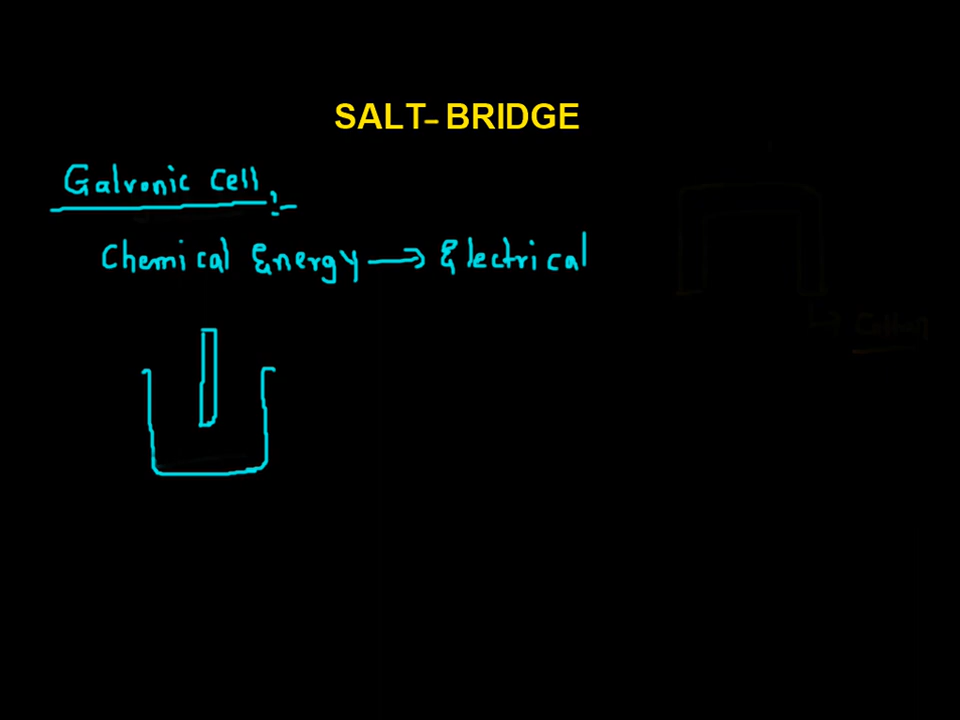 SALT-BRIDGE
Galvonic Cell :-
Chemical Energy → Electrical